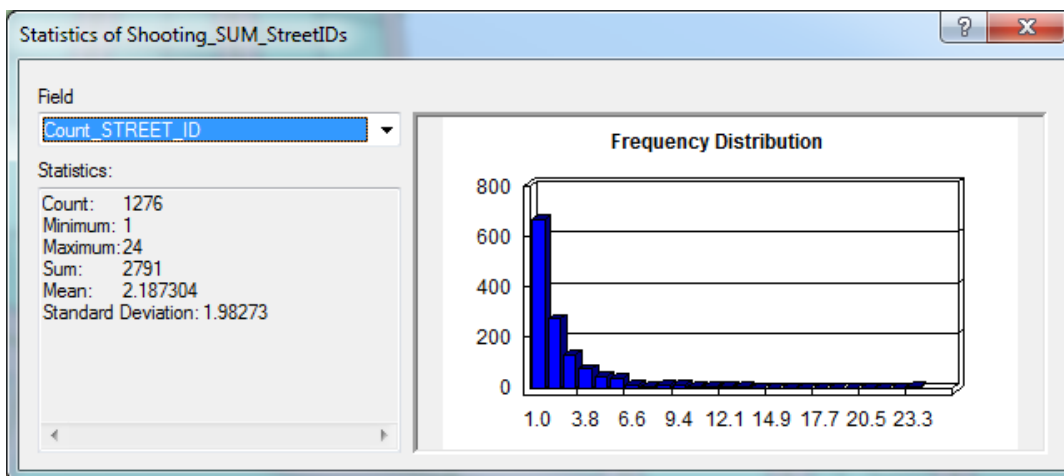 Statistics of Shooting_SUM_StreetIDs
Field
Count_STREET_ID
Statistics:
Count: 1276
Minimum: 1
Maximum: 24
Sum: 2791
Mean: 2.187304
Standard Deviation: 1.98273
Frequency Distribution
800
600
400
200
0
1.0 3.8 6.6 9.4 12.1 14.9 17.7 20.5 23.3